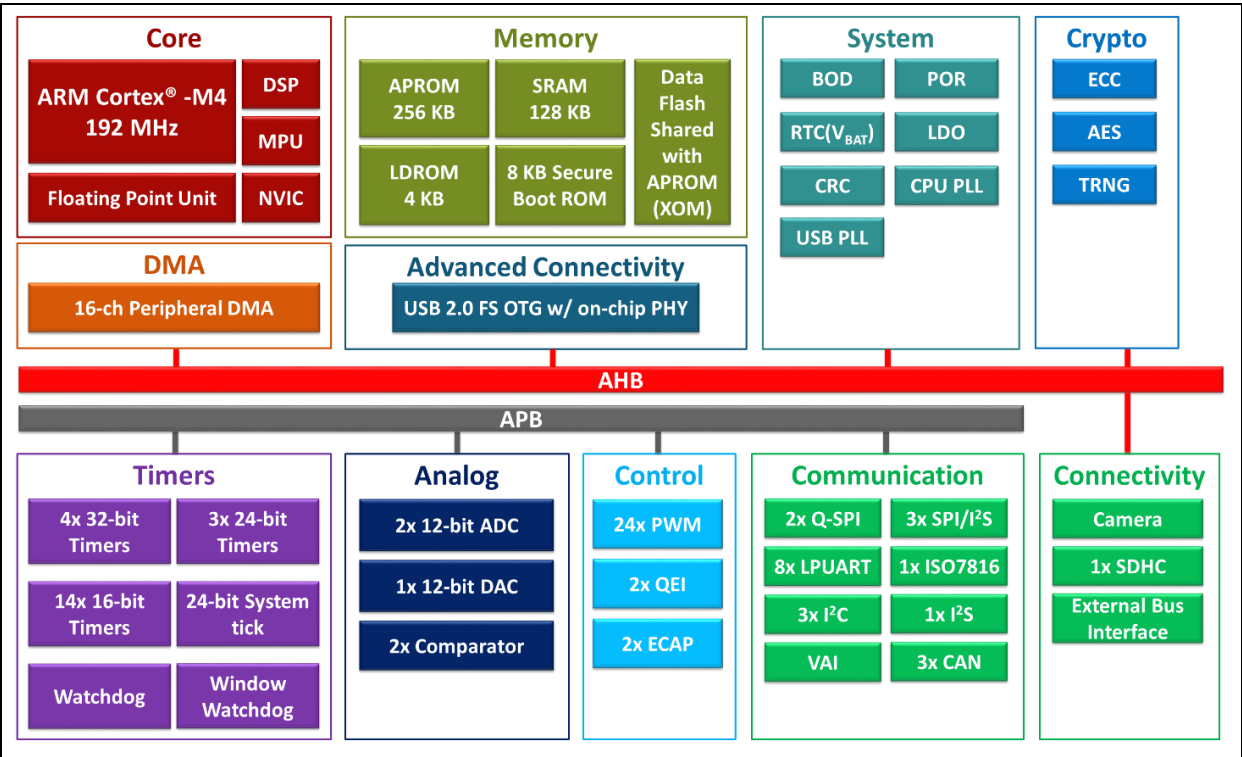 Core
ARM Cortex® -M4
192 MHz
DSP
MPU
Floating Point Unit
NVIC
Memory
APROM
256 KB
SRAM
128 KB
LDROM
4 KB
8 KB Secure
Boot ROM
Data
Flash
Shared
with
APROM
(XOM)
System
BOD
POR
RTC(VBAT)
LDO
CRC
CPU PLL
USB PLL
Crypto
ECC
AES
TRNG
DMA
16-ch Peripheral DMA
Advanced Connectivity
USB 2.0 FS OTG w/ on-chip PHY
AHB
APB
Timers
4x 32-bit
Timers
3x 24-bit
Timers
14x 16-bit
Timers
24-bit System
tick
Watchdog
Window
Watchdog
Analog
2x 12-bit ADC
1x 12-bit DAC
2x Comparator
Control
24x PWM
2x QEI
2x ECAP
Communication
2x Q-SPI
3x SPI/I²S
8x LPUART
1x ISO7816
3x I²C
1x I²S
VAI
3x CAN
Connectivity
Camera
1x SDHC
External Bus
Interface